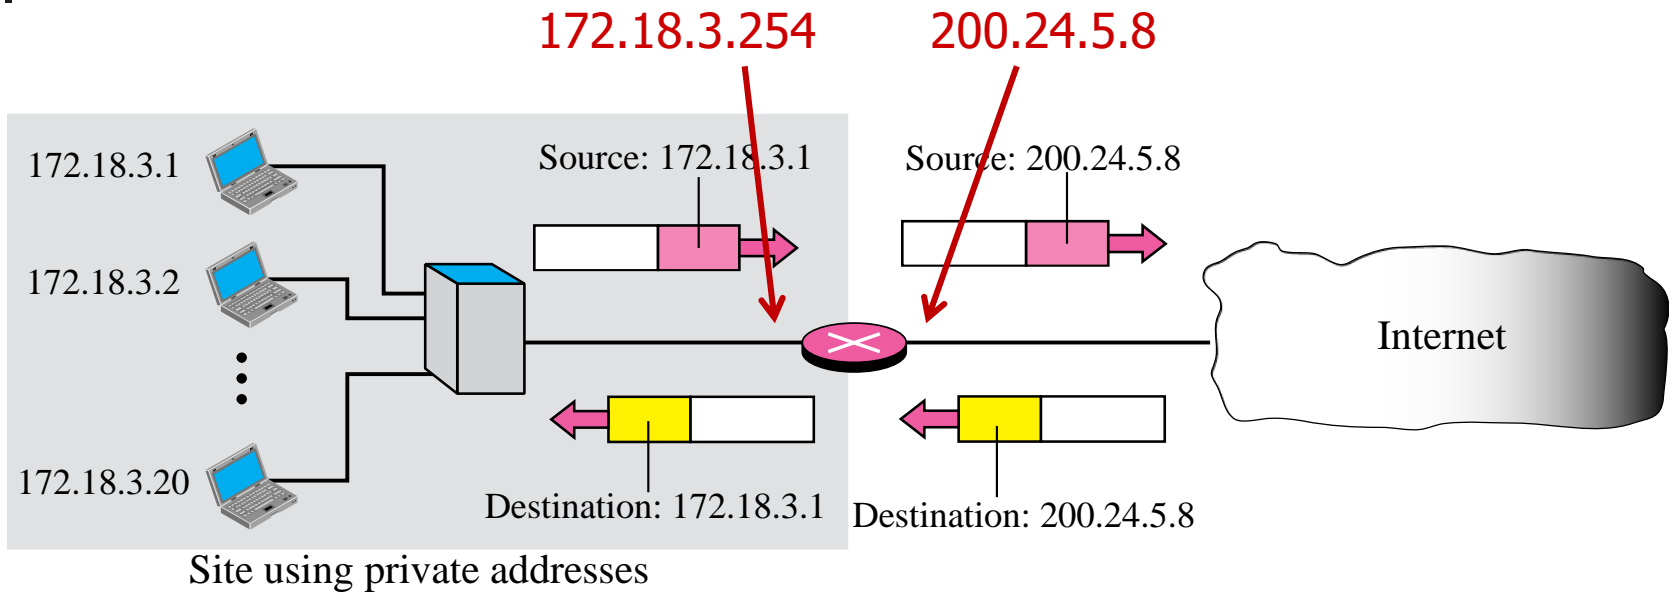 172.18.3.254
200.24.5.8
172.18.3.1
Source: 172.18.3.1
Source: 200.24.5.8
172.18.3.2
Internet
172.18.3.20
Destination: 172.18.3.1
Destination: 200.24.5.8
Site using private addresses